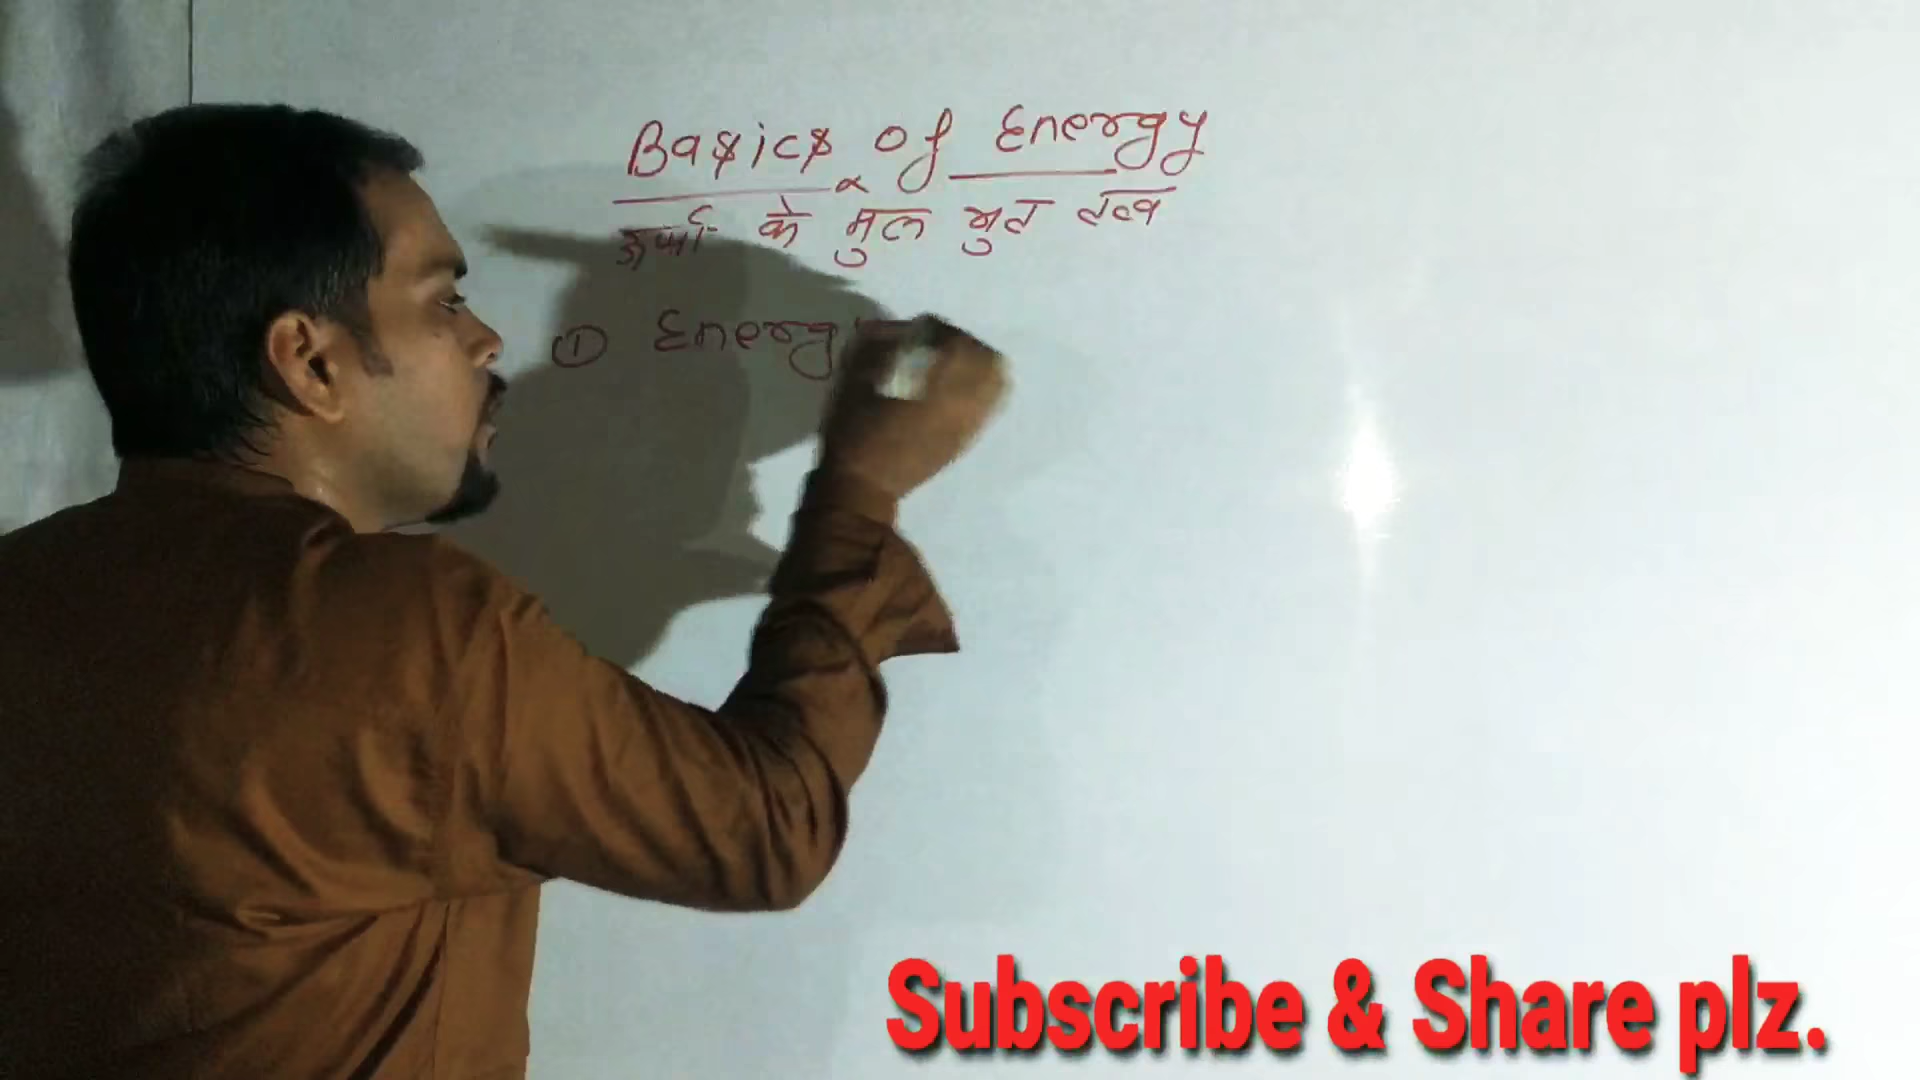 Basics of Energy
ऊर्जा के मुल भुत तत्व
① Energy
Subscribe & Share plz.